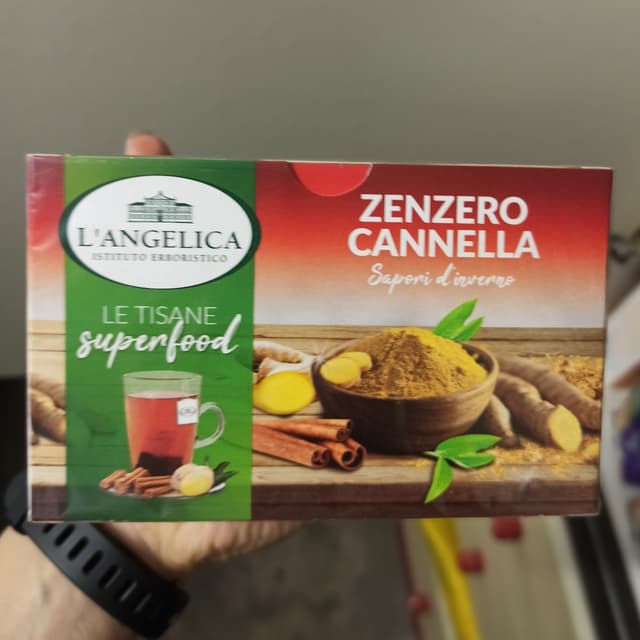 L'ANGELICA
ISTITUTO ERBORISTICO
LE TISANE
superfood
ZENZERO
CANNELLA
Sapori d'inverno